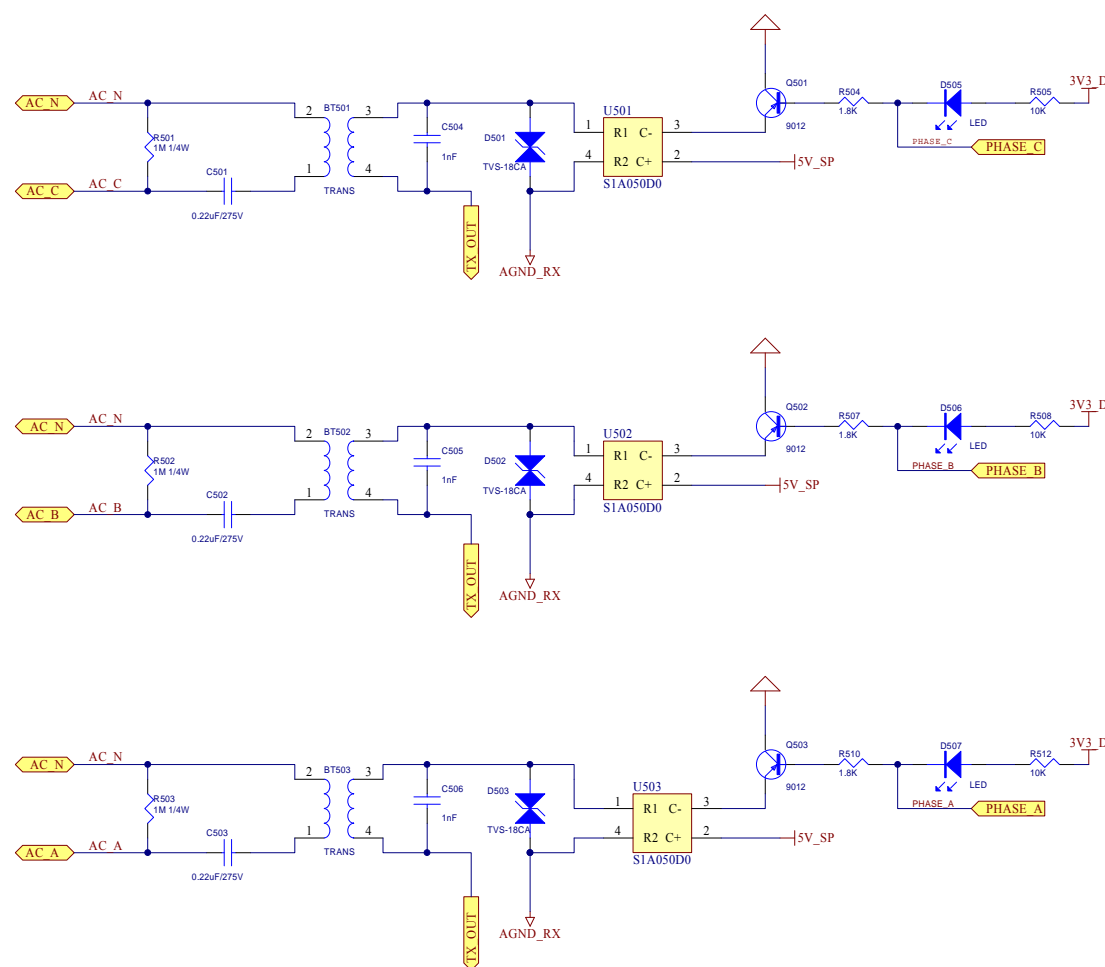 AC_N AC_N
R501
1M 1/4W
AC_C AC_C
C501
0.22uF/275V
BT501
2 3
1 4
TRANS
C504
1nF
D501
TVS-18CA
TX_OUT
AGND_RX
U501
1 R1 C- 3
4 R2 C+ 2
S1A050D0
5V_SP
Q501
9012
R504
1.8K
D505
LED
PHASE_C
PHASE_C
R505
10K
3V3_D
AC_N AC_N
R502
1M 1/4W
AC_B AC_B
C502
0.22uF/275V
BT502
2 3
1 4
TRANS
C505
1nF
D502
TVS-18CA
TX_OUT
AGND_RX
U502
1 R1 C- 3
4 R2 C+ 2
S1A050D0
5V_SP
Q502
9012
R507
1.8K
D506
LED
PHASE_B
PHASE_B
R508
10K
3V3_D
AC_N AC_N
R503
1M 1/4W
AC_A AC_A
C503
0.22uF/275V
BT503
2 3
1 4
TRANS
C506
1nF
D503
TVS-18CA
TX_OUT
AGND_RX
U503
1 R1 C- 3
4 R2 C+ 2
S1A050D0
5V_SP
Q503
9012
R510
1.8K
D507
LED
PHASE_A
PHASE_A
R512
10K
3V3_D